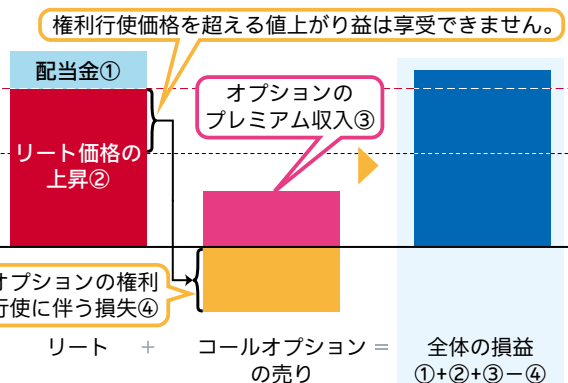 権利行使価格を超える値上がり益は享受できません。
配当金①
オプションの
プレミアム収入③
リート価格の
上昇②
オプションの権利
行使に伴う損失④
リート + コールオプション = 全体の損益
の売り ①+②+③－④